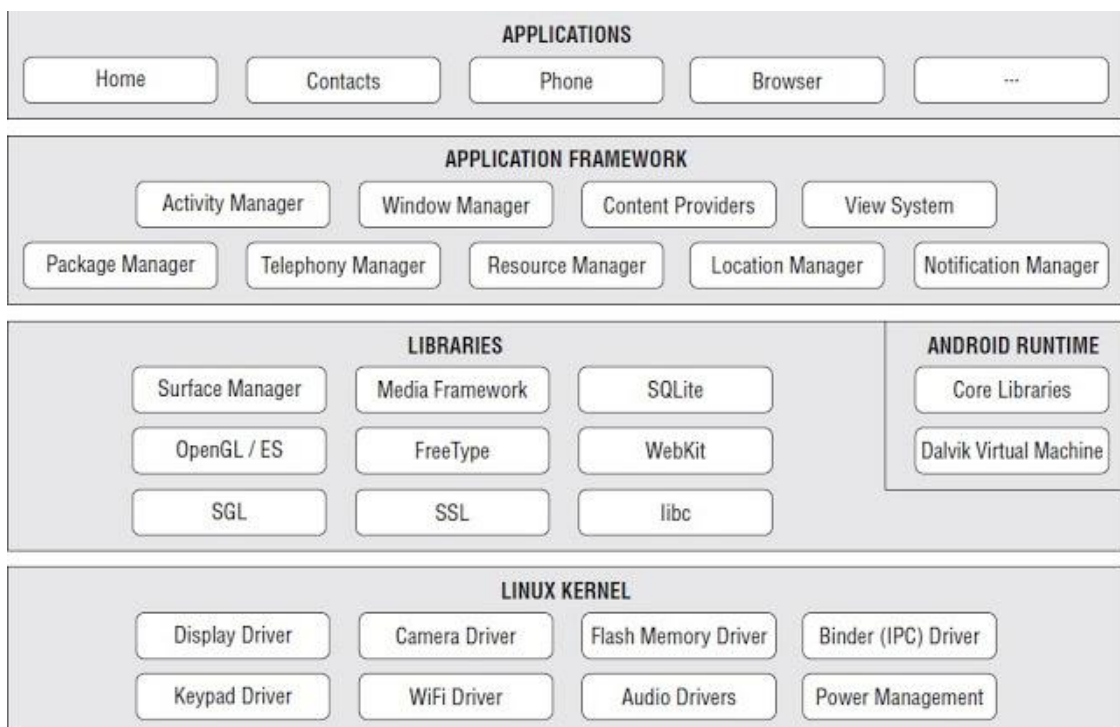 APPLICATIONS
Home Contacts Phone Browser ...
APPLICATION FRAMEWORK
Activity Manager Window Manager Content Providers View System
Package Manager Telephony Manager Resource Manager Location Manager Notification Manager
LIBRARIES ANDROID RUNTIME
Surface Manager Media Framework SQLite Core Libraries
OpenGL / ES FreeType WebKit Dalvik Virtual Machine
SGL SSL libc
LINUX KERNEL
Display Driver Camera Driver Flash Memory Driver Binder (IPC) Driver
Keypad Driver WiFi Driver Audio Drivers Power Management